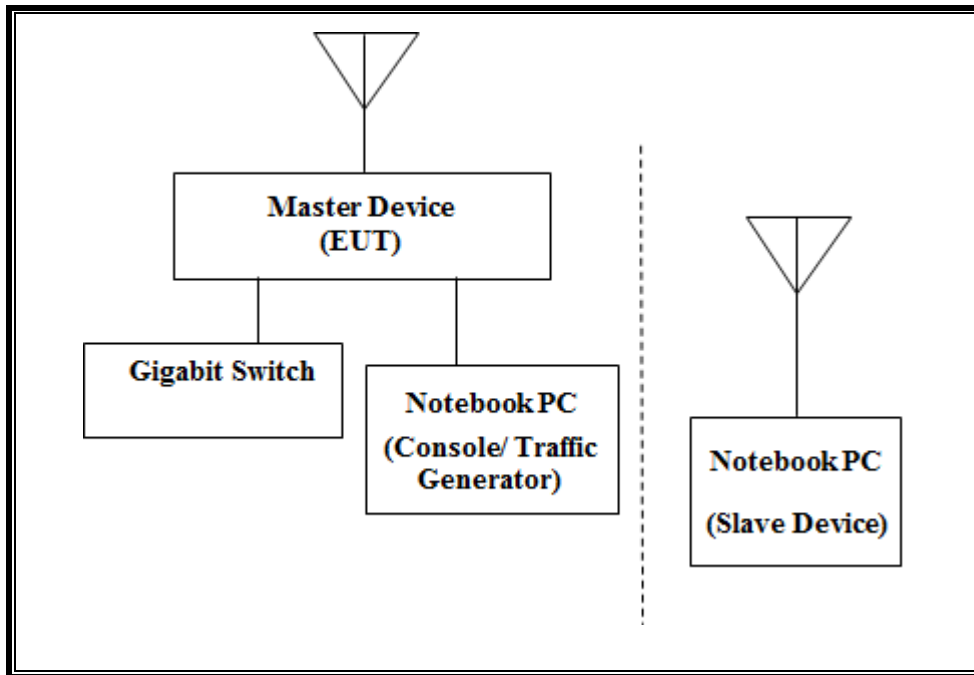 Master Device
(EUT)
Gigabit Switch
Notebook PC
(Console/ Traffic
Generator)
Notebook PC
(Slave Device)